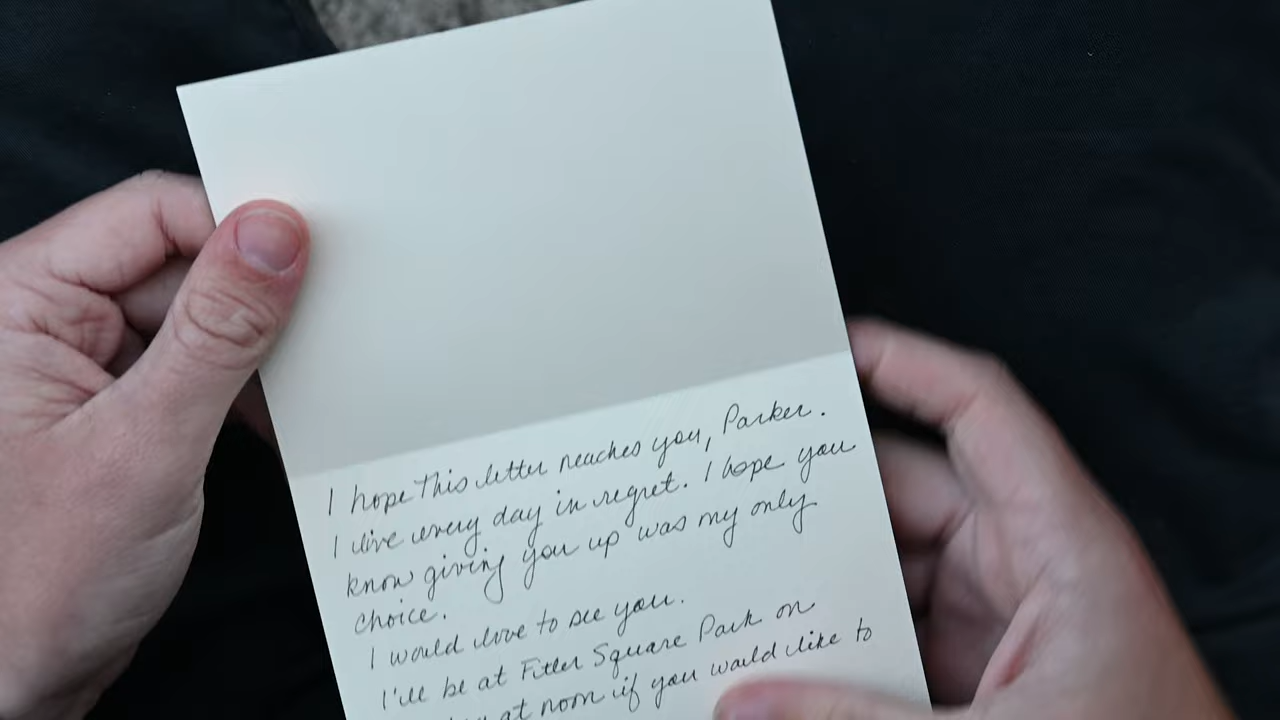 I hope this letter reaches you, Parker.
I live every day in regret. I hope you
know giving you up was my only
choice.
I would love to see you.
I'll be at Fitler Square Park on
at noon if you would like to